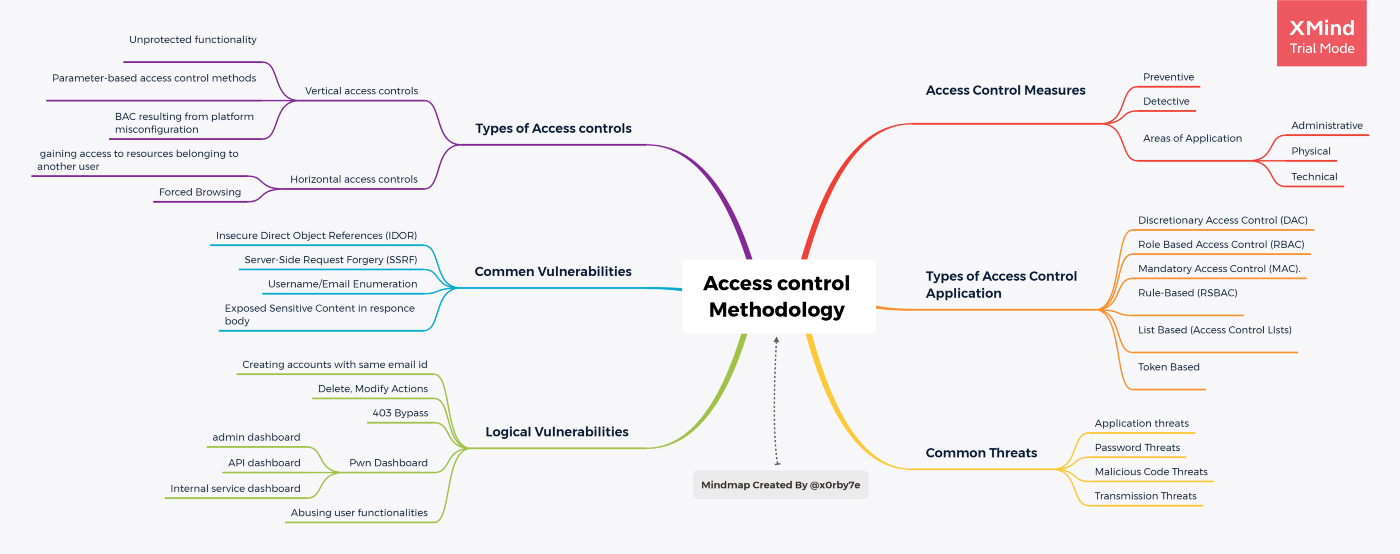 XMind
Trial Mode
Access control
Methodology
Types of Access controls
Vertical access controls
Unprotected functionality
Parameter-based access control methods
BAC resulting from platform
misconfiguration
Horizontal access controls
gaining access to resources belonging to
another user
Forced Browsing
Commen Vulnerabilities
Insecure Direct Object References (IDOR)
Server-Side Request Forgery (SSRF)
Username/Email Enumeration
Exposed Sensitive Content in responce
body
Logical Vulnerabilities
Creating accounts with same email id
Delete, Modify Actions
403 Bypass
Pwn Dashboard
admin dashboard
API dashboard
Internal service dashboard
Abusing user functionalities
Access Control Measures
Preventive
Detective
Areas of Application
Administrative
Physical
Technical
Types of Access Control
Application
Discretionary Access Control (DAC)
Role Based Access Control (RBAC)
Mandatory Access Control (MAC).
Rule-Based (RSBAC)
List Based (Access Control LIsts)
Token Based
Common Threats
Application threats
Password Threats
Malicious Code Threats
Transmission Threats
Mindmap Created By @x0rby7e